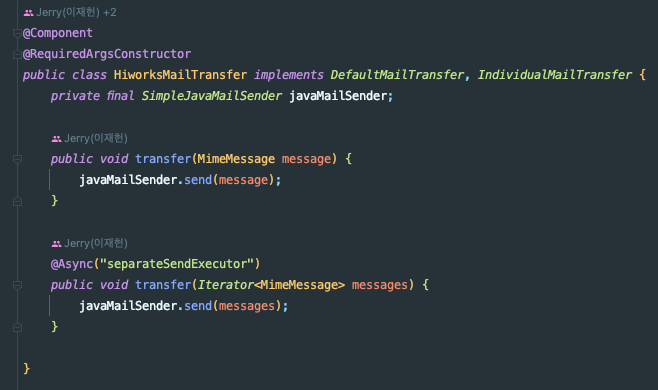 Jerry(이재헌) +2
@Component
@RequiredArgsConstructor
public class HiworksMailTransfer implements DefaultMailTransfer, IndividualMailTransfer {
    private final SimpleJavaMailSender javaMailSender;
Jerry(이재헌)
    public void transfer(MimeMessage message) {
        javaMailSender.send(message);
    }
Jerry(이재헌)
    @Async("separateSendExecutor")
    public void transfer(Iterator<MimeMessage> messages) {
        javaMailSender.send(messages);
    }
}